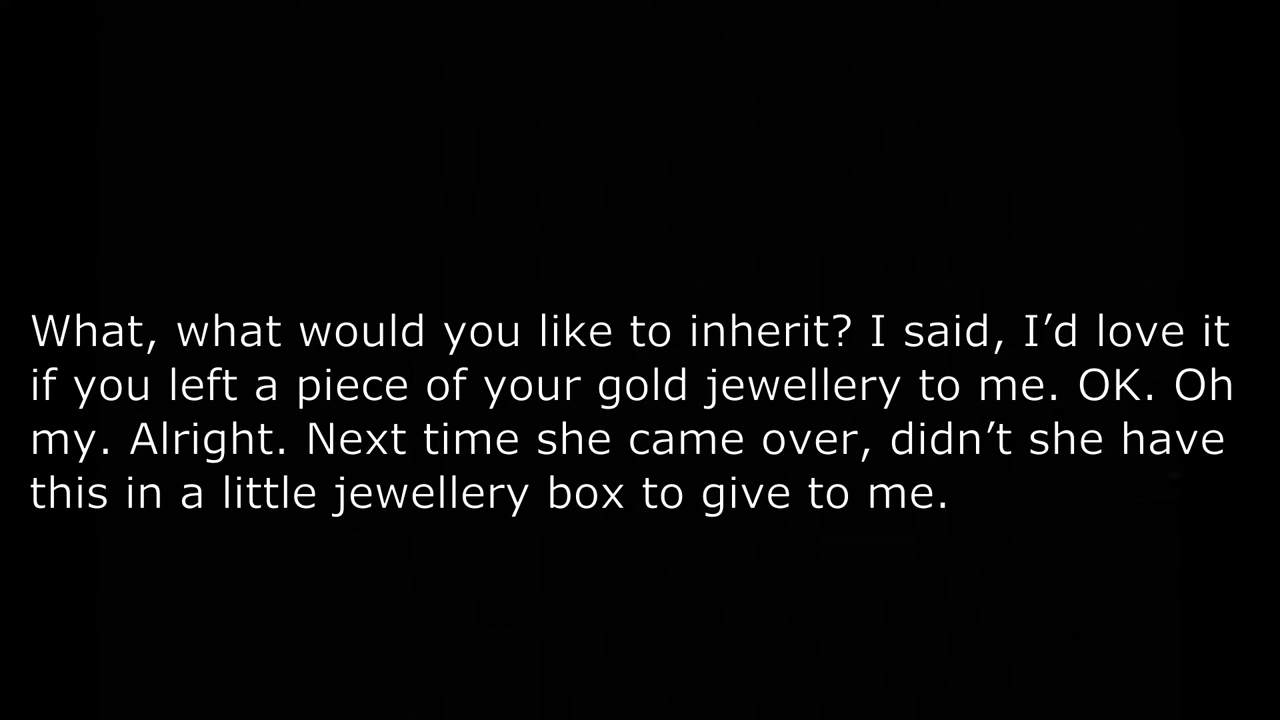 What, what would you like to inherit? I said, I’d love it
if you left a piece of your gold jewellery to me. OK. Oh
my. Alright. Next time she came over, didn’t she have
this in a little jewellery box to give to me.